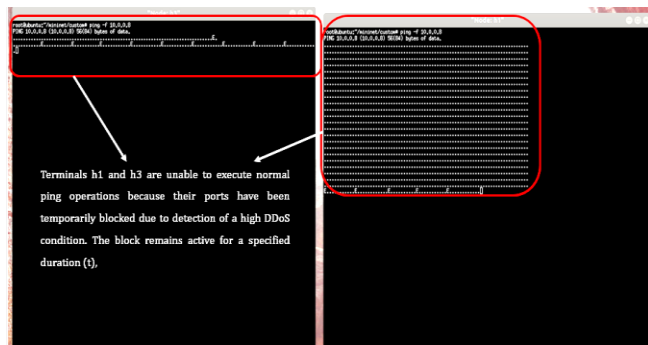 "Node: h1"
root@ubuntu:~/mininet/custom# ping -f 10.0.0.8
PING 10.0.0.8 (10.0.0.8) 56(84) bytes of data.
root@ubuntu:~/mininet/custom# ping -f 10.0.0.8
PING 10.0.0.8 (10.0.0.8) 56(84) bytes of data.
Terminals h1 and h3 are unable to execute normal
ping operations because their ports have been
temporarily blocked due to detection of a high DDoS
condition. The block remains active for a specified
duration (t),